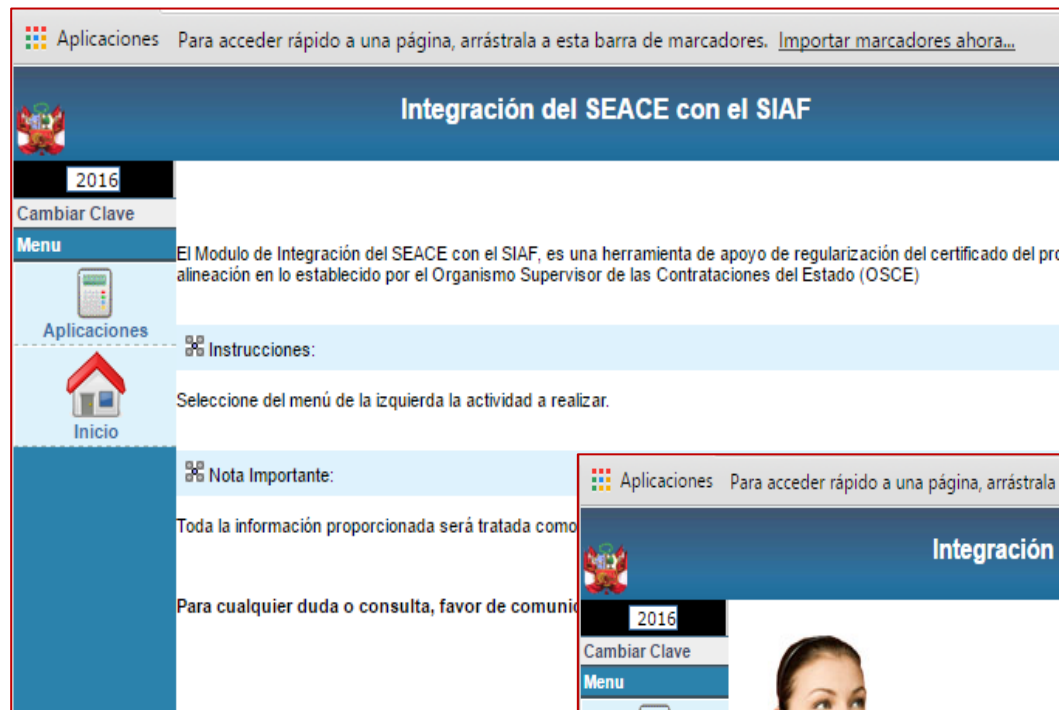 Aplicaciones Para acceder rápido a una página, arrástrala a esta barra de marcadores. Importar marcadores ahora...
Integración del SEACE con el SIAF
2016
Cambiar Clave
Menu
Aplicaciones
Inicio
El Modulo de Integración del SEACE con el SIAF, es una herramienta de apoyo de regularización del certificado del pro
alineación en lo establecido por el Organismo Supervisor de las Contrataciones del Estado (OSCE)
Instrucciones:
Seleccione del menú de la izquierda la actividad a realizar.
Nota Importante:
Toda la información proporcionada será tratada como
Para cualquier duda o consulta, favor de comunic
Aplicaciones Para acceder rápido a una página, arrástrala
Integración
2016
Cambiar Clave
Menu